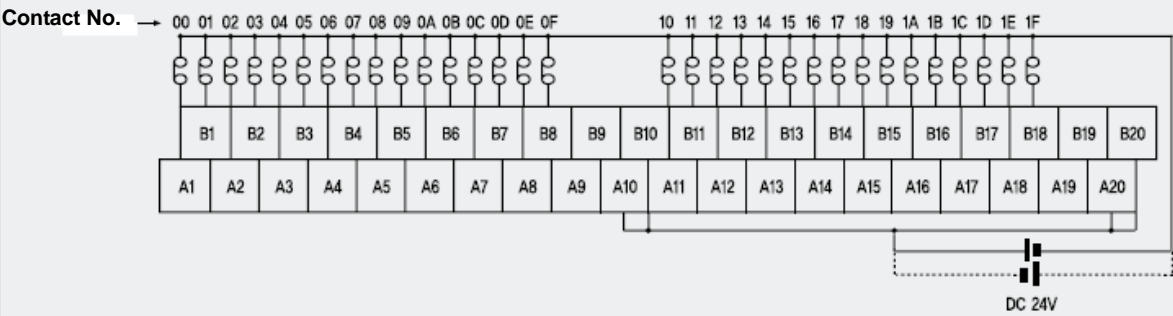 Contact No. 00 01 02 03 04 05 06 07 08 09 0A 0B 0C 0D 0E 0F 10 11 12 13 14 15 16 17 18 19 1A 1B 1C 1D 1E 1F
B1 B2 B3 B4 B5 B6 B7 B8 B9 B10 B11 B12 B13 B14 B15 B16 B17 B18 B19 B20
A1 A2 A3 A4 A5 A6 A7 A8 A9 A10 A11 A12 A13 A14 A15 A16 A17 A18 A19 A20
DC 24V